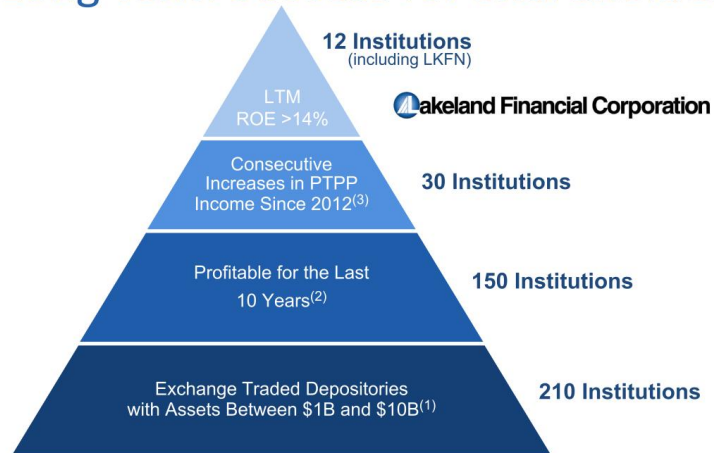 12 Institutions
(including LKFN)
LTM
ROE >14%
Lakeland Financial Corporation
Consecutive
Increases in PTPP
Income Since 2012(3)
30 Institutions
Profitable for the Last
10 Years(2)
150 Institutions
Exchange Traded Depositories
with Assets Between $1B and $10B(1)
210 Institutions